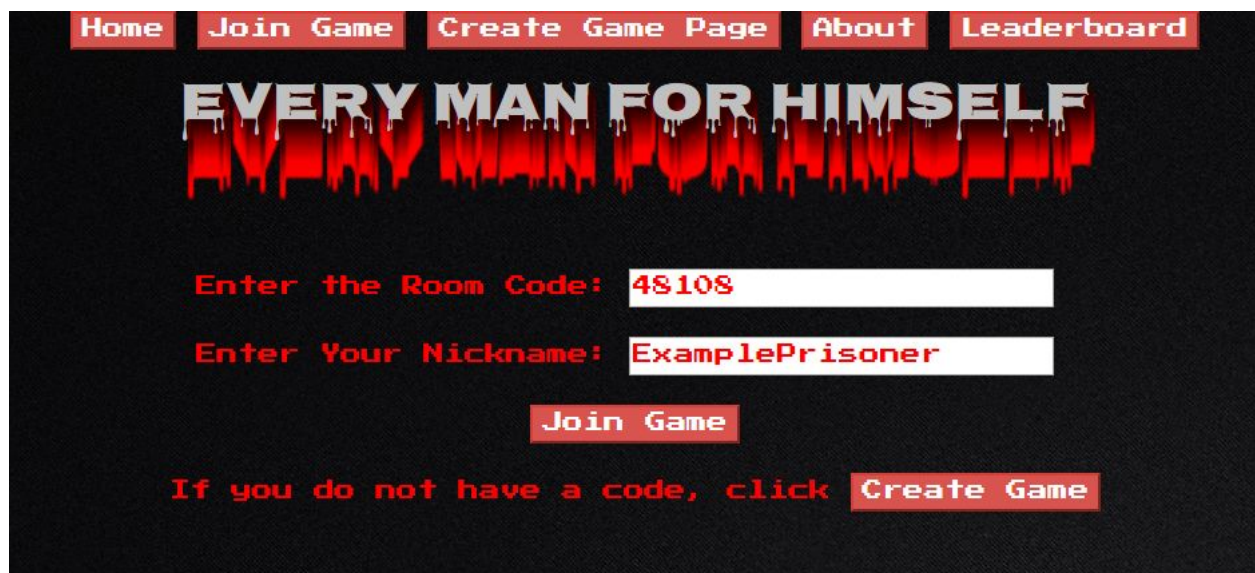 Home Join Game Create Game Page About Leaderboard
EVERY MAN FOR HIMSELF
Enter the Room Code: 48108
Enter Your Nickname: ExamplePrisoner
Join Game
If you do not have a code, click Create Game